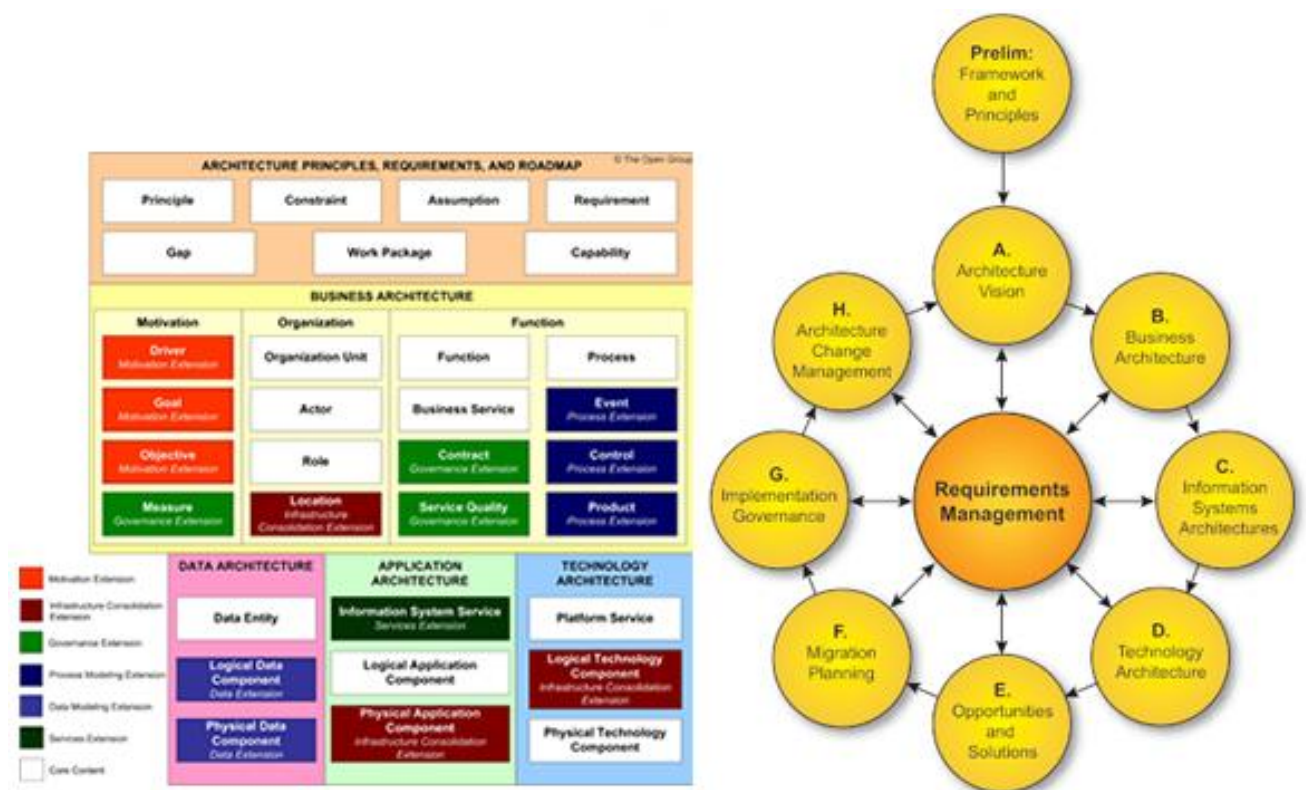 © The Open Group
ARCHITECTURE PRINCIPLES, REQUIREMENTS, AND ROADMAP
Principle
Constraint
Assumption
Requirement
Gap
Work Package
Capability
BUSINESS ARCHITECTURE
Motivation
Driver
Motivation Extension
Goal
Motivation Extension
Objective
Motivation Extension
Measure
Governance Extension
Organization
Organization Unit
Actor
Role
Location
Infrastructure
Consolidation Extension
Function
Function
Process
Business Service
Event
Process Extension
Contract
Governance Extension
Control
Process Extension
Service Quality
Governance Extension
Product
Process Extension
DATA ARCHITECTURE
Data Entity
Logical Data
Component
Data Extension
Physical Data
Component
Data Extension
APPLICATION
ARCHITECTURE
Information System Service
Services Extension
Logical Application
Component
Physical Application
Component
Infrastructure Consolidation
Extension
TECHNOLOGY
ARCHITECTURE
Platform Service
Logical Technology
Component
Infrastructure Consolidation
Extension
Physical Technology
Component
Motivation Extension
Infrastructure Consolidation
Extension
Governance Extension
Process Modeling Extension
Data Modeling Extension
Services Extension
Core Content
Prelim:
Framework
and
Principles
A.
Architecture
Vision
B.
Business
Architecture
C.
Information
Systems
Architectures
D.
Technology
Architecture
E.
Opportunities
and
Solutions
F.
Migration
Planning
G.
Implementation
Governance
H.
Architecture
Change
Management
Requirements
Management